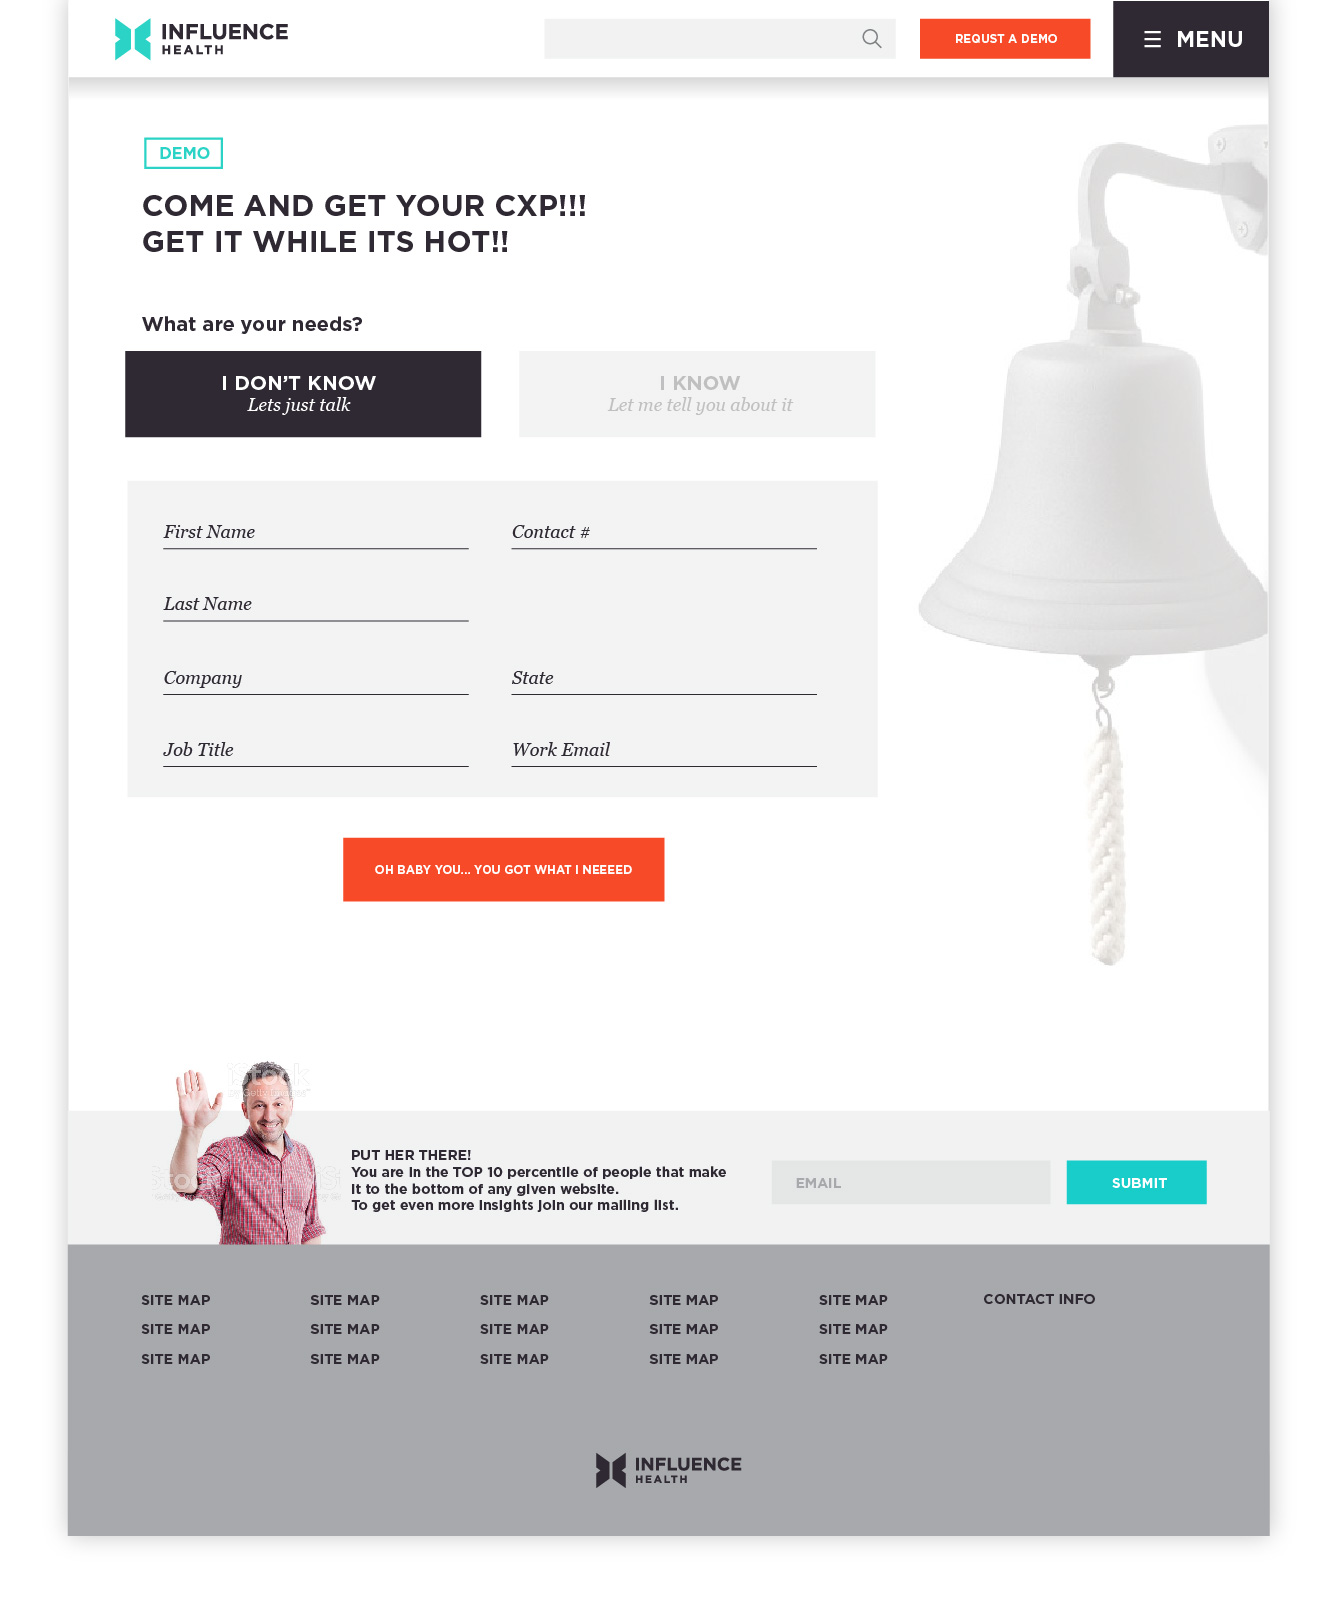 INFLUENCE
HEALTH
REQUST A DEMO
☰ MENU
DEMO
COME AND GET YOUR CXP!!!
GET IT WHILE ITS HOT!!
What are your needs?
I DON’T KNOW
Lets just talk
I KNOW
Let me tell you about it
First Name
Contact #
Last Name
Company
State
Job Title
Work Email
OH BABY YOU... YOU GOT WHAT I NEEEED
iStock
PUT HER THERE!
You are in the TOP 10 percentile of people that make
it to the bottom of any given website.
To get even more insights join our mailing list.
EMAIL
SUBMIT
SITE MAP SITE MAP SITE MAP SITE MAP SITE MAP CONTACT INFO
SITE MAP SITE MAP SITE MAP SITE MAP SITE MAP
SITE MAP SITE MAP SITE MAP SITE MAP SITE MAP
INFLUENCE
HEALTH